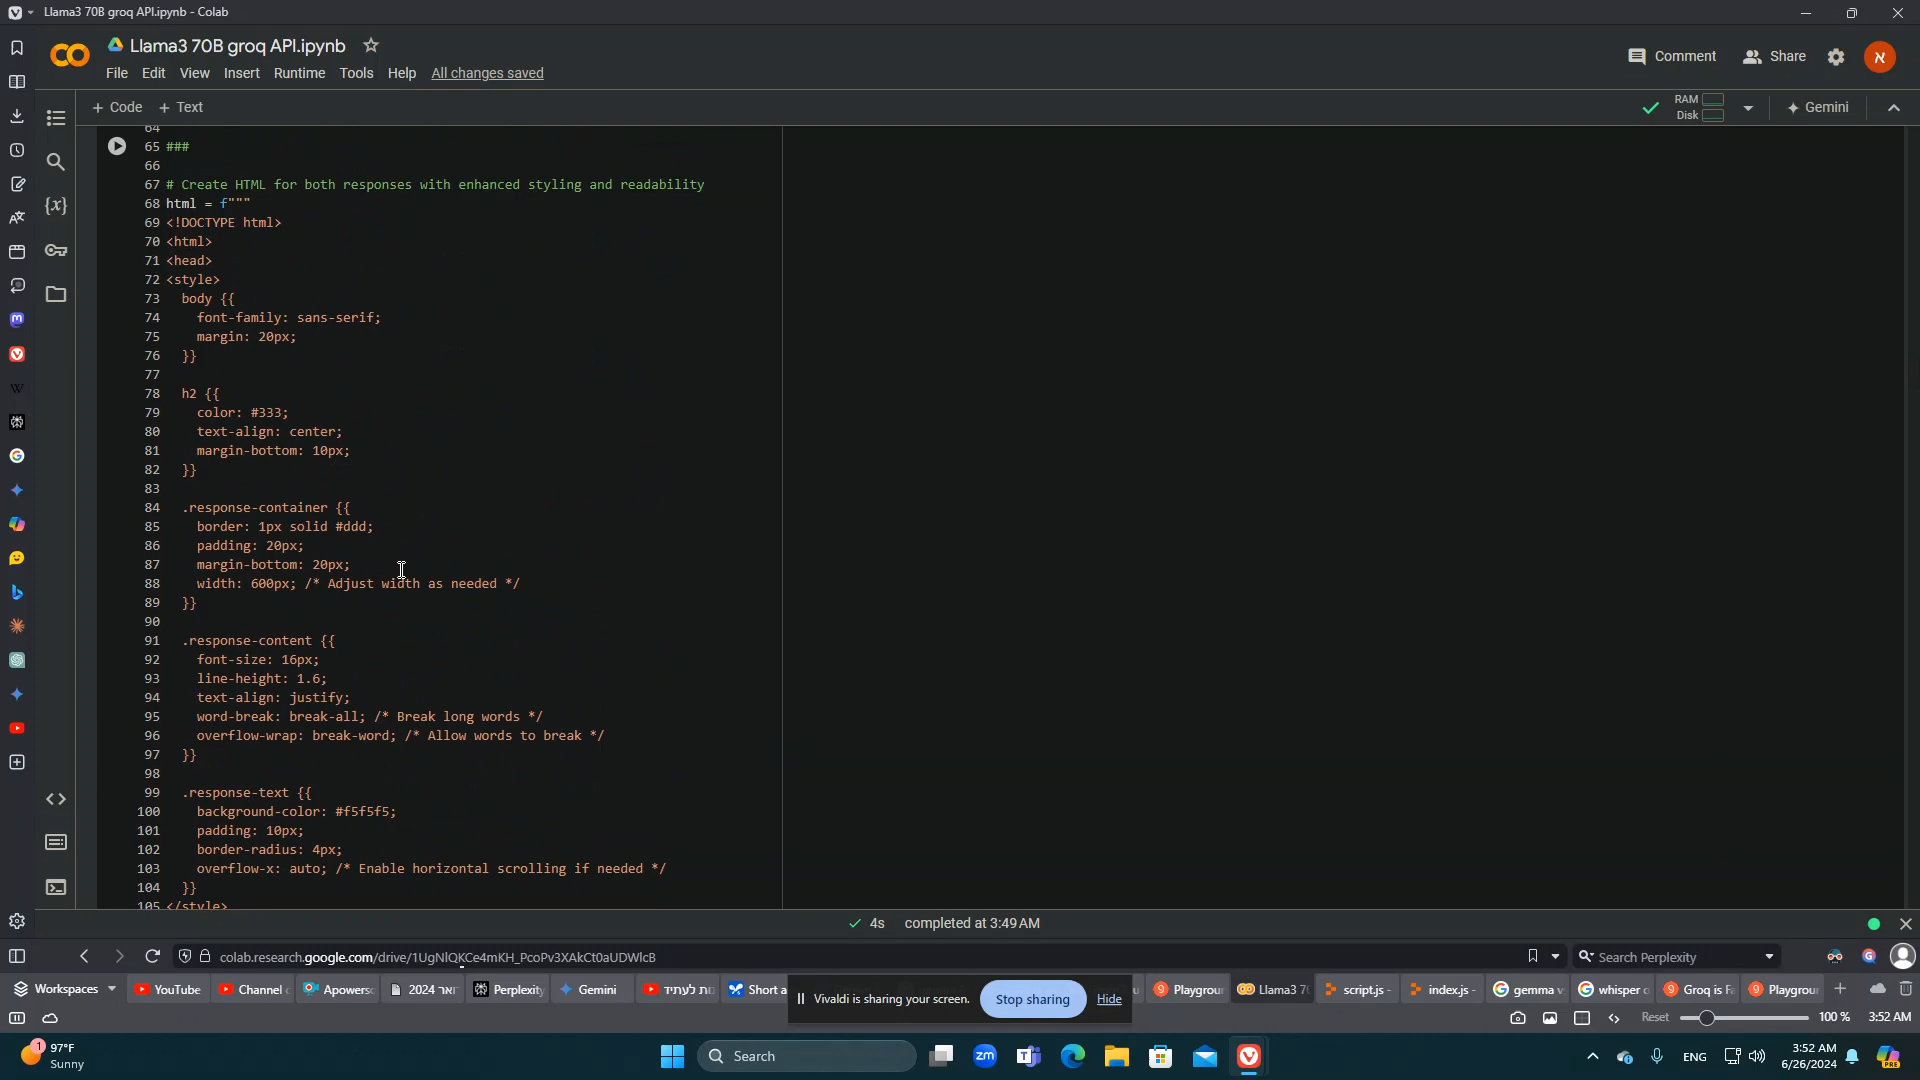 Llama3 70B groq API.ipynb - Colab
Llama3 70B groq API.ipynb
File Edit View Insert Runtime Tools Help All changes saved
Comment Share
+ Code + Text
RAM
Disk
Gemini
64
65 ###
66
67 # Create HTML for both responses with enhanced styling and readability
68 html = f"""
69 <!DOCTYPE html>
70 <html>
71 <head>
72 <style>
73 body {{
74 font-family: sans-serif;
75 margin: 20px;
76 }}
77
78 h2 {{
79 color: #333;
80 text-align: center;
81 margin-bottom: 10px;
82 }}
83
84 .response-container {{
85 border: 1px solid #ddd;
86 padding: 20px;
87 margin-bottom: 20px;
88 width: 600px; /* Adjust width as needed */
89 }}
90
91 .response-content {{
92 font-size: 16px;
93 line-height: 1.6;
94 text-align: justify;
95 word-break: break-all; /* Break long words */
96 overflow-wrap: break-word; /* Allow words to break */
97 }}
98
99 .response-text {{
100 background-color: #f5f5f5;
101 padding: 10px;
102 border-radius: 4px;
103 overflow-x: auto; /* Enable horizontal scrolling if needed */
104 }}
105 </style>
4s completed at 3:49 AM
colab.research.google.com/drive/1UgNlQKCe4mKH_PcoPv3XAkCt0aUDWlcB
Search Perplexity
Workspaces YouTube Channel Apowers Perplexity Gemini Short a Playgroun Llama3 70 script.js - index.js - gemma v whisper o Groq is Fa Playgroun
Vivaldi is sharing your screen. Stop sharing Hide
Reset 100 % 3:52 AM
1 97°F
Sunny
Search
zm
ENG
3:52 AM
6/26/2024